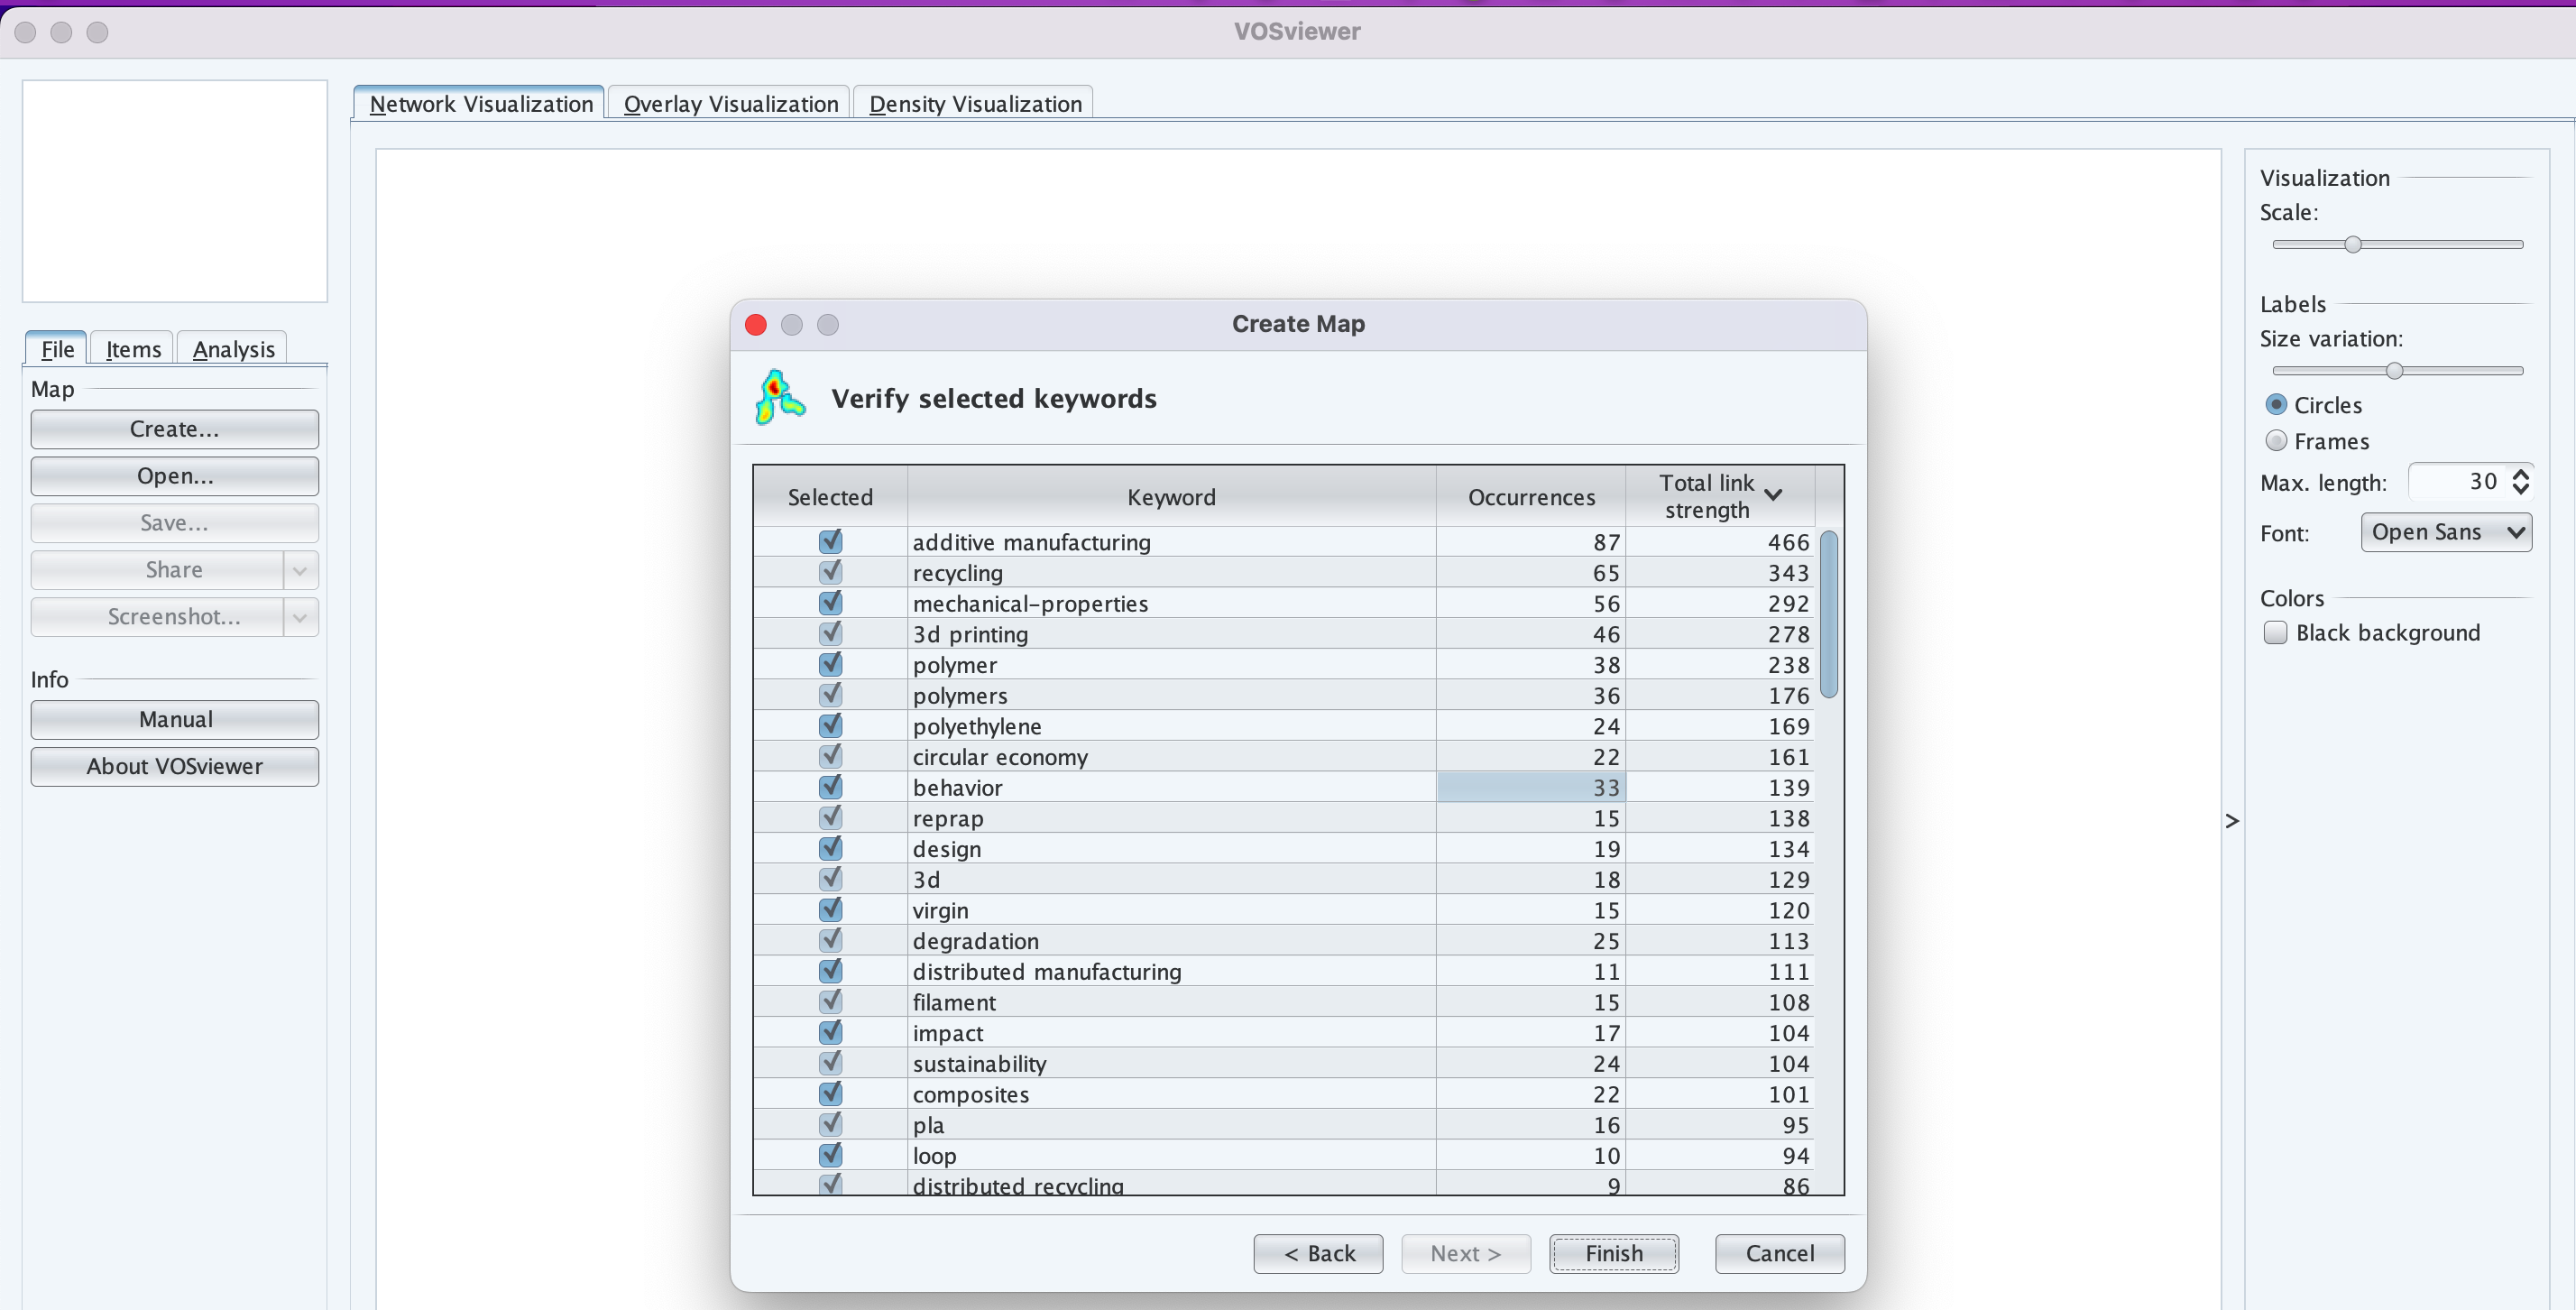 VOSviewer
Network Visualization
Overlay Visualization
Density Visualization
File
Items
Analysis
Map
Create...
Open...
Save...
Share
Screenshot...
Info
Manual
About VOSviewer
Create Map
Verify selected keywords
Selected Keyword Occurrences Total link strength
additive manufacturing 87 466
recycling 65 343
mechanical-properties 56 292
3d printing 46 278
polymer 38 238
polymers 36 176
polyethylene 24 169
circular economy 22 161
behavior 33 139
reprap 15 138
design 19 134
3d 18 129
virgin 15 120
degradation 25 113
distributed manufacturing 11 111
filament 15 108
impact 17 104
sustainability 24 104
composites 22 101
pla 16 95
loop 10 94
distributed recycling 9 86
< Back
Next >
Finish
Cancel
>
Visualization
Scale:
Labels
Size variation:
Circles
Frames
Max. length: 30
Font: Open Sans
Colors
Black background